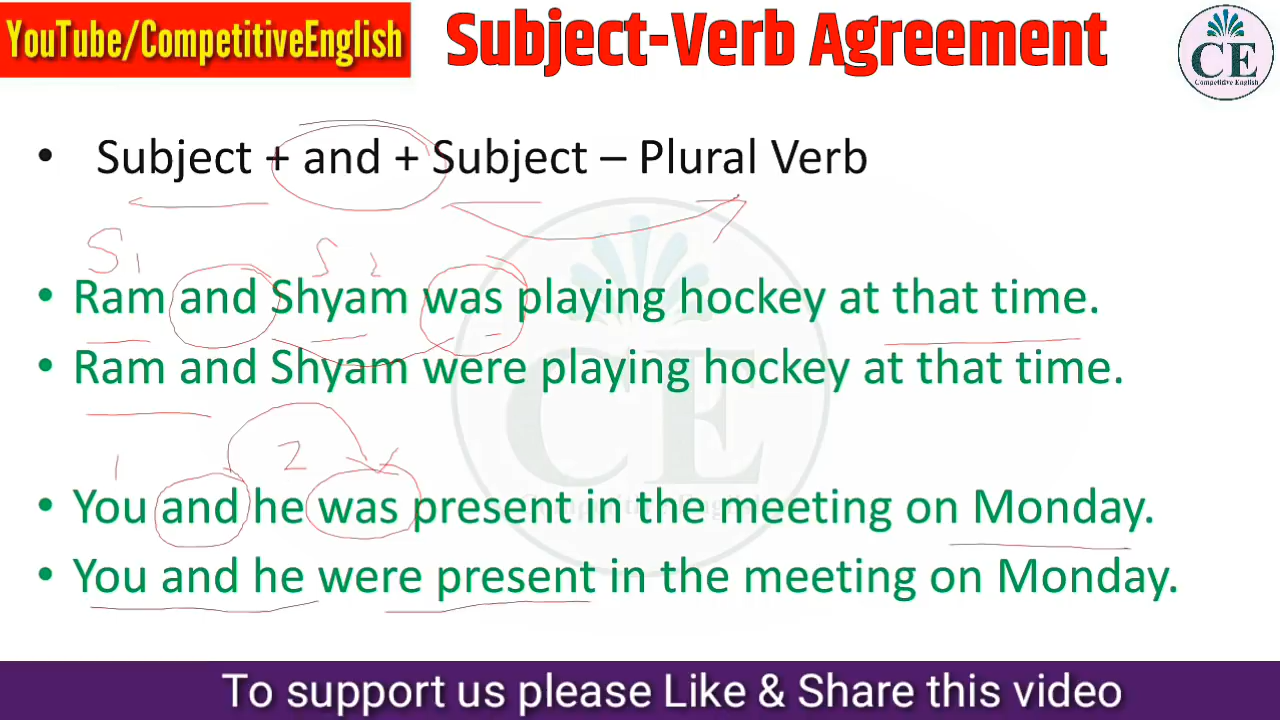 YouTube/CompetitiveEnglish
Subject-Verb Agreement
CE
Competitive English
• Subject + and + Subject – Plural Verb
S1 S2
• Ram and Shyam was playing hockey at that time.
• Ram and Shyam were playing hockey at that time.
1 2
• You and he was present in the meeting on Monday.
• You and he were present in the meeting on Monday.
CE
Competitive English
To support us please Like & Share this video